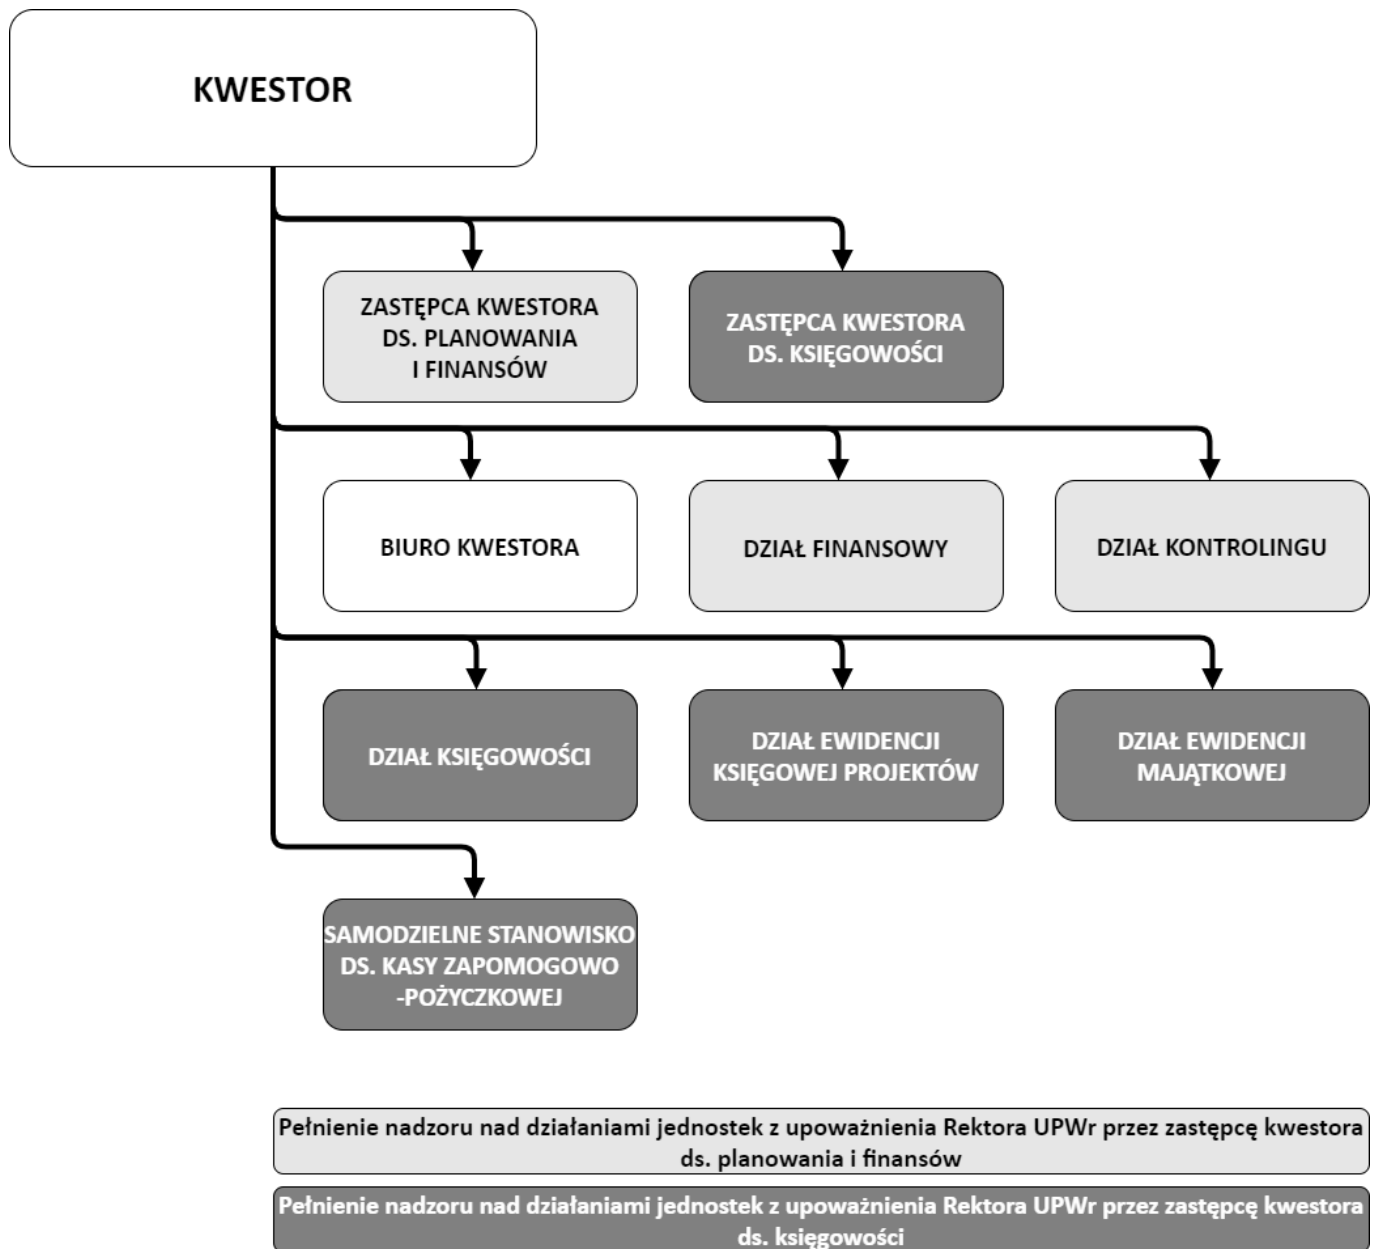 KWESTOR
ZASTĘPCA KWESTORA
DS. PLANOWANIA
I FINANSÓW
ZASTĘPCA KWESTORA
DS. KSIĘGOWOŚCI
BIURO KWESTORA
DZIAŁ FINANSOWY
DZIAŁ KONTROLINGU
DZIAŁ KSIĘGOWOŚCI
DZIAŁ EWIDENCJI
KSIĘGOWEJ PROJEKTÓW
DZIAŁ EWIDENCJI
MAJĄTKOWEJ
SAMODZIELNE STANOWISKO
DS. KASY ZAPOMOGOWO
-POŻYCZKOWEJ
Pełnienie nadzoru nad działaniami jednostek z upoważnienia Rektora UPWr przez zastępcę kwestora
ds. planowania i finansów
Pełnienie nadzoru nad działaniami jednostek z upoważnienia Rektora UPWr przez zastępcę kwestora
ds. księgowości